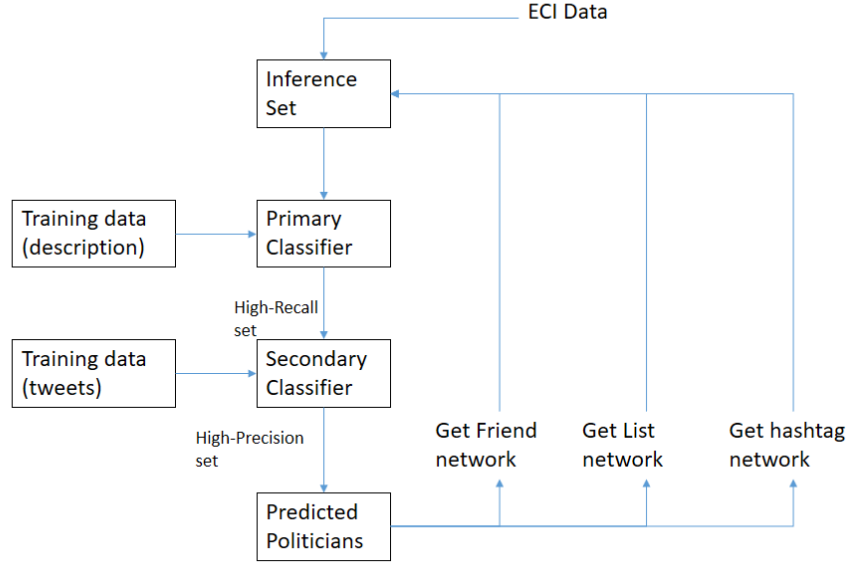 ECI Data
Inference
Set
Training data
(description)
Primary
Classifier
High-Recall
set
Training data
(tweets)
Secondary
Classifier
High-Precision
set
Get Friend
network
Get List
network
Get hashtag
network
Predicted
Politicians